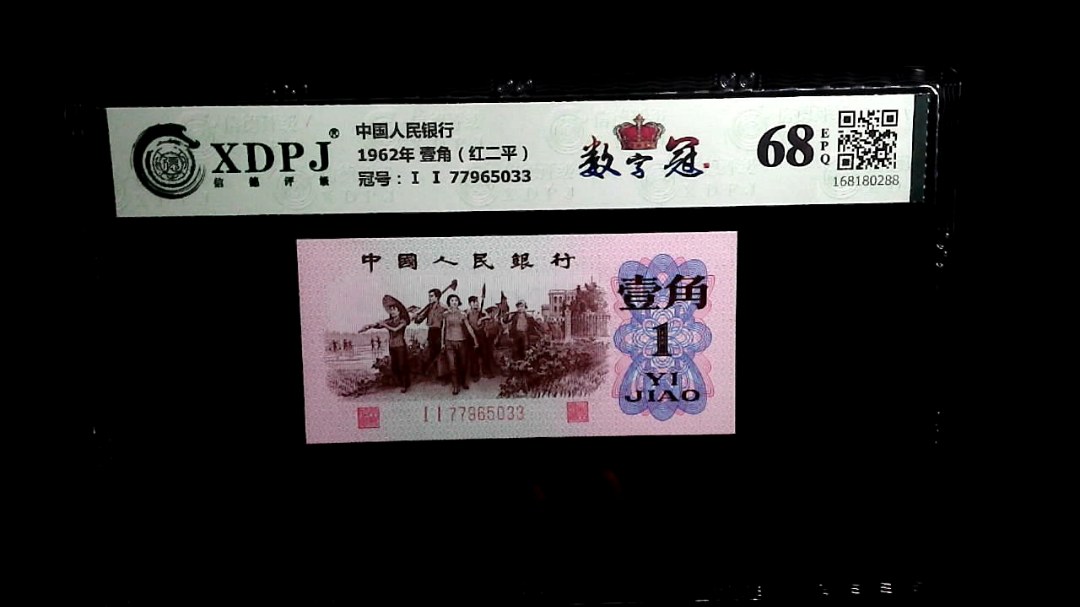 XDPJ®
信德评级
中国人民银行
1962年 壹角（红二平）
冠号：Ⅰ Ⅰ 77965033
数字冠
68 EPQ
168180288
中國人民銀行
壹角
1
YI
JIAO
I I 77965033